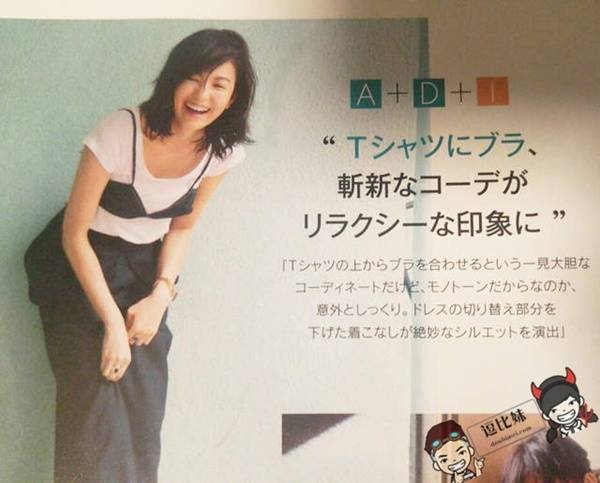 A+D+I
“ Tシャツにブラ、
斬新なコーデが
リラクシーな印象に ”
「Tシャツの上からブラを合わせるという一見大胆な
コーディネートだけど、モノトーンだからなのか、
意外としっくり。ドレスの切り替え部分を
下げた着こなしが絶妙なシルエットを演出」
逗比妹
doubimei.com